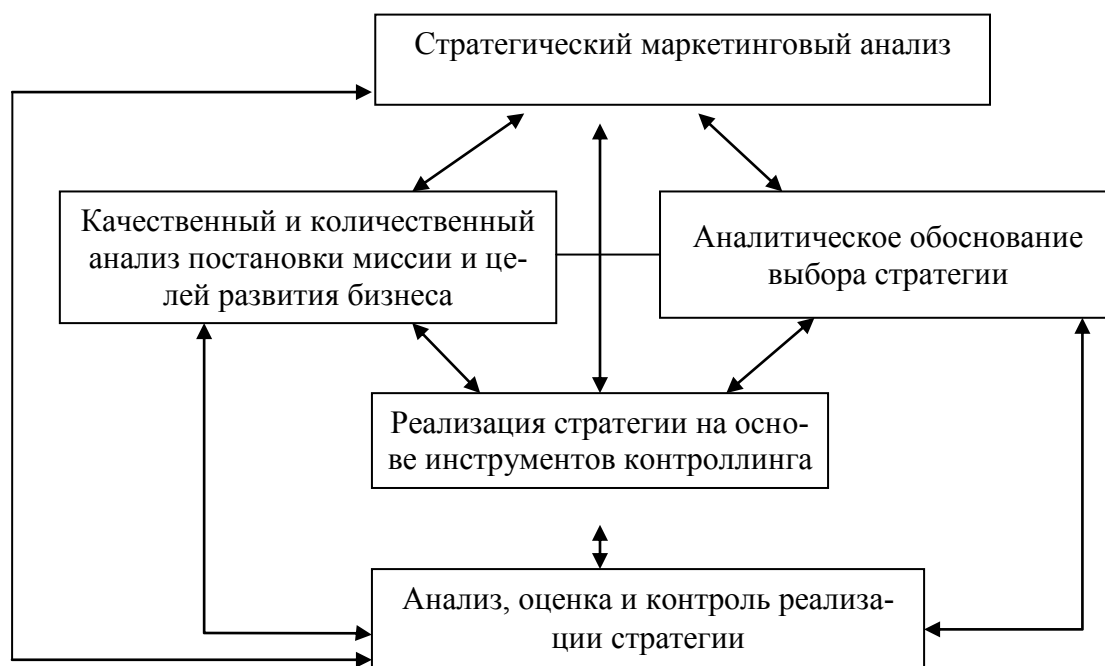 Стратегический маркетинговый анализ
Качественный и количественный
анализ постановки миссии и це-
лей развития бизнеса
Аналитическое обоснование
выбора стратегии
Реализация стратегии на осно-
ве инструментов контроллинга
Анализ, оценка и контроль реализа-
ции стратегии